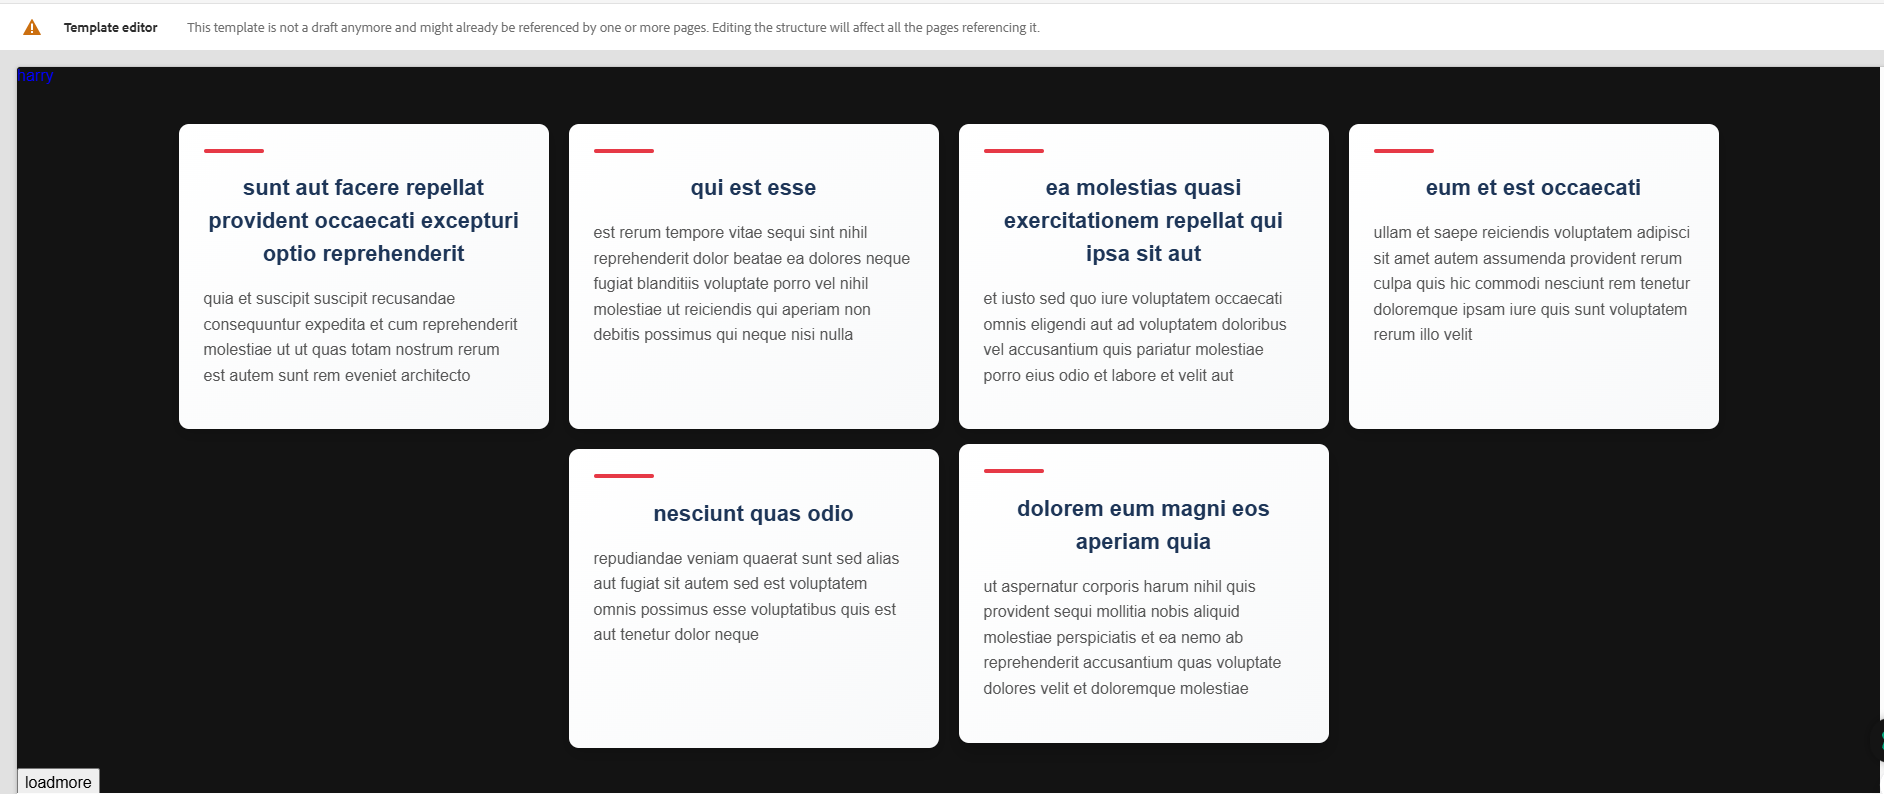 Template editor This template is not a draft anymore and might already be referenced by one or more pages. Editing the structure will affect all the pages referencing it.
harry
sunt aut facere repellat
provident occaecati excepturi
optio reprehenderit
quia et suscipit suscipit recusandae
consequuntur expedita et cum reprehenderit
molestiae ut ut quas totam nostrum rerum
est autem sunt rem eveniet architecto
qui est esse
est rerum tempore vitae sequi sint nihil
reprehenderit dolor beatae ea dolores neque
fugiat blanditiis voluptate porro vel nihil
molestiae ut reiciendis qui aperiam non
debitis possimus qui neque nisi nulla
ea molestias quasi
exercitationem repellat qui
ipsa sit aut
et iusto sed quo iure voluptatem occaecati
omnis eligendi aut ad voluptatem doloribus
vel accusantium quis pariatur molestiae
porro eius odio et labore et velit aut
eum et est occaecati
ullam et saepe reiciendis voluptatem adipisci
sit amet autem assumenda provident rerum
culpa quis hic commodi nesciunt rem tenetur
doloremque ipsam iure quis sunt voluptatem
rerum illo velit
nesciunt quas odio
repudiandae veniam quaerat sunt sed alias
aut fugiat sit autem sed est voluptatem
omnis possimus esse voluptatibus quis est
aut tenetur dolor neque
dolorem eum magni eos
aperiam quia
ut aspernatur corporis harum nihil quis
provident sequi mollitia nobis aliquid
molestiae perspiciatis et ea nemo ab
reprehenderit accusantium quas voluptate
dolores velit et doloremque molestiae
loadmore